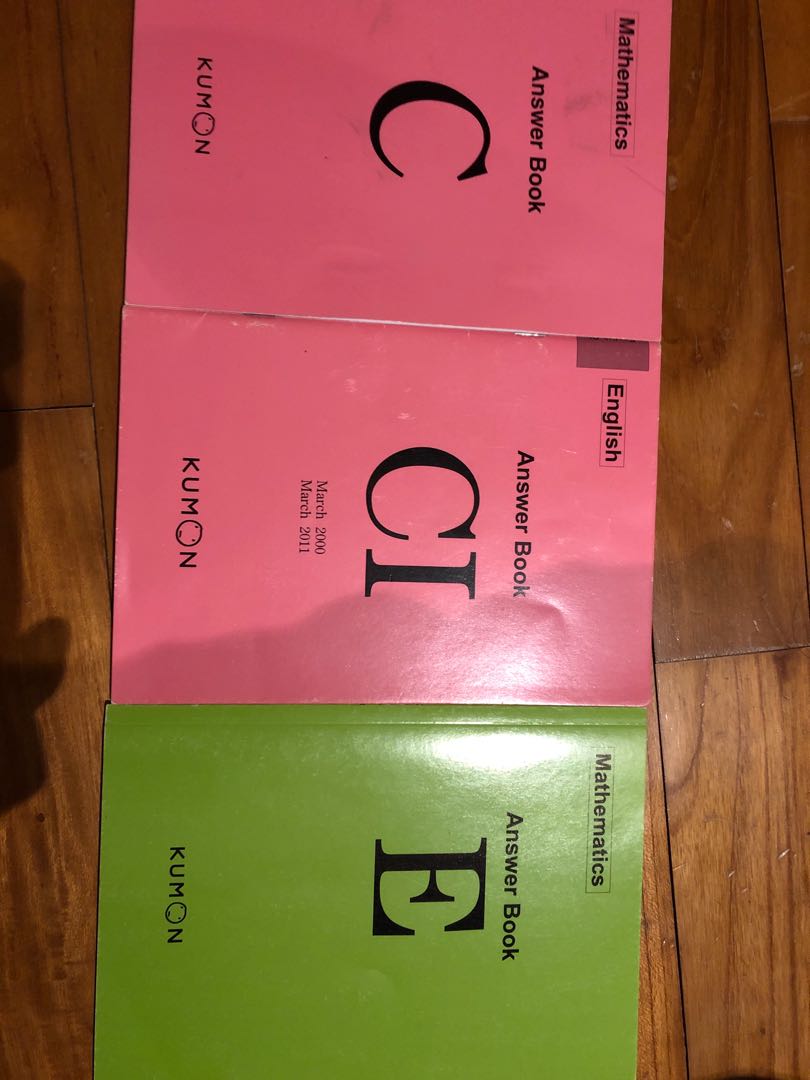 Mathematics
Answer Book
C
KUMON
English
Answer Book
CI
March 2000
March 2011
KUMON
Mathematics
Answer Book
E
KUMON